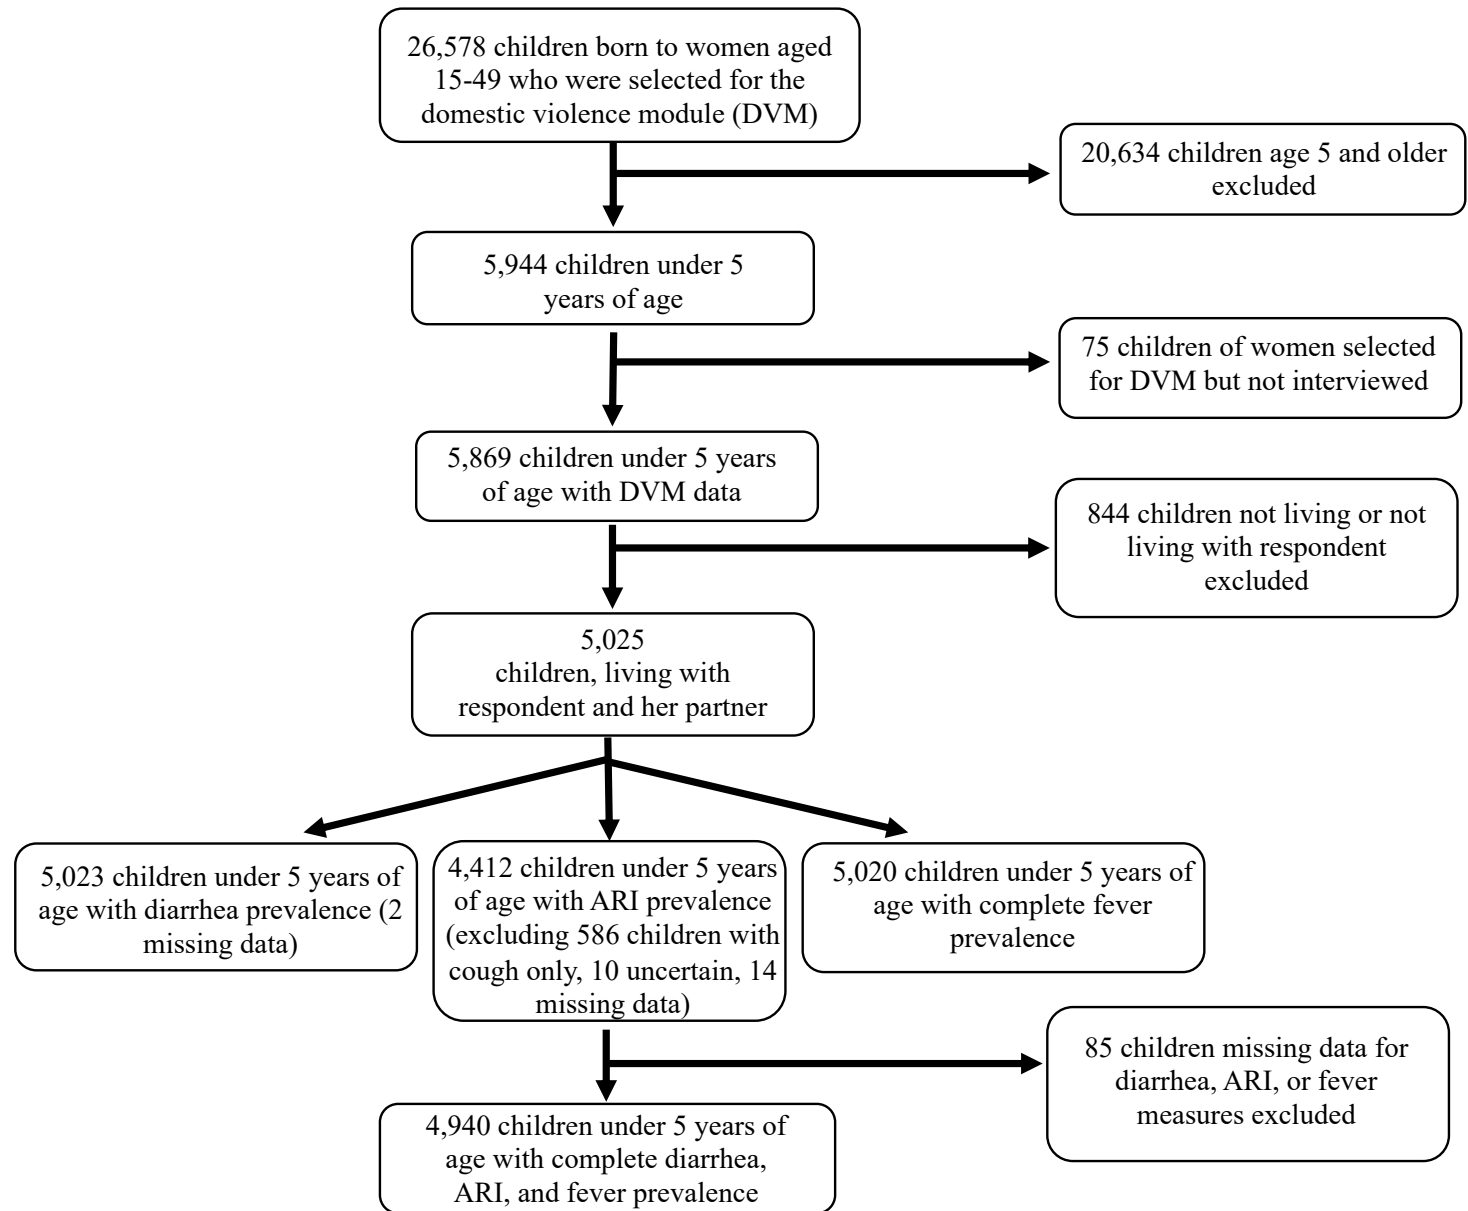 26,578 children born to women aged
15-49 who were selected for the
domestic violence module (DVM)
20,634 children age 5 and older
excluded
5,944 children under 5
years of age
75 children of women selected
for DVM but not interviewed
5,869 children under 5 years
of age with DVM data
844 children not living or not
living with respondent
excluded
5,025
children, living with
respondent and her partner
5,023 children under 5 years of
age with diarrhea prevalence (2
missing data)
4,412 children under 5 years
of age with ARI prevalence
(excluding 586 children with
cough only, 10 uncertain, 14
missing data)
5,020 children under 5 years of
age with complete fever
prevalence
85 children missing data for
diarrhea, ARI, or fever
measures excluded
4,940 children under 5 years of
age with complete diarrhea,
ARI, and fever prevalence